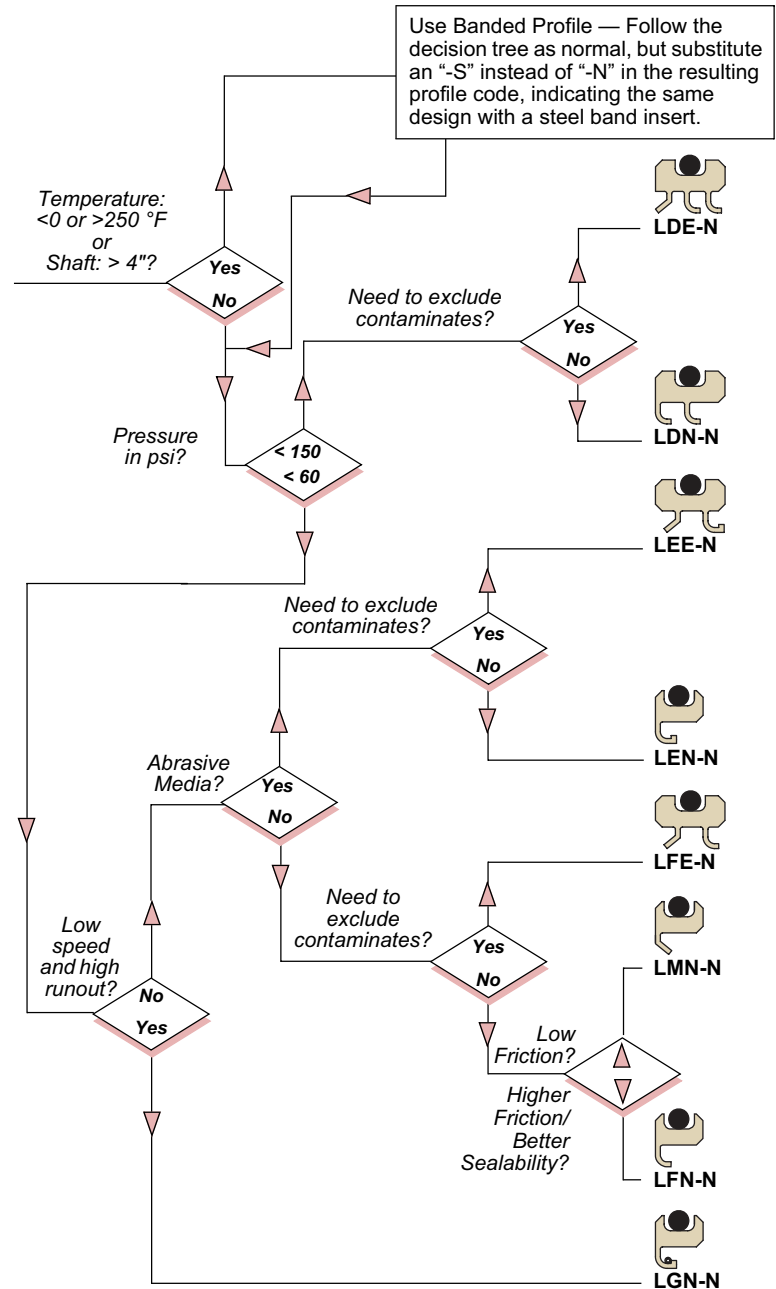 Use Banded Profile — Follow the
decision tree as normal, but substitute
an “-S” instead of “-N” in the resulting
profile code, indicating the same
design with a steel band insert.
Temperature:
<0 or >250 °F
or
Shaft: > 4"?
Yes
No
LDE-N
Need to exclude
contaminates?
Yes
No
LDN-N
Pressure
in psi?
< 150
< 60
LEE-N
Need to exclude
contaminates?
Yes
No
LEN-N
Abrasive
Media?
Yes
No
LFE-N
Need to
exclude
contaminates?
Yes
No
LMN-N
Low
speed
and high
runout?
No
Yes
Low
Friction?
Higher
Friction/
Better
Sealability?
LFN-N
LGN-N